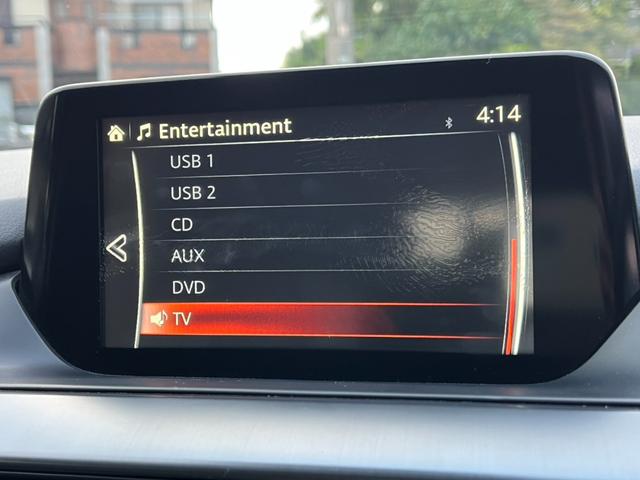 Entertainment 4:14
USB 1
USB 2
CD
AUX
DVD
TV